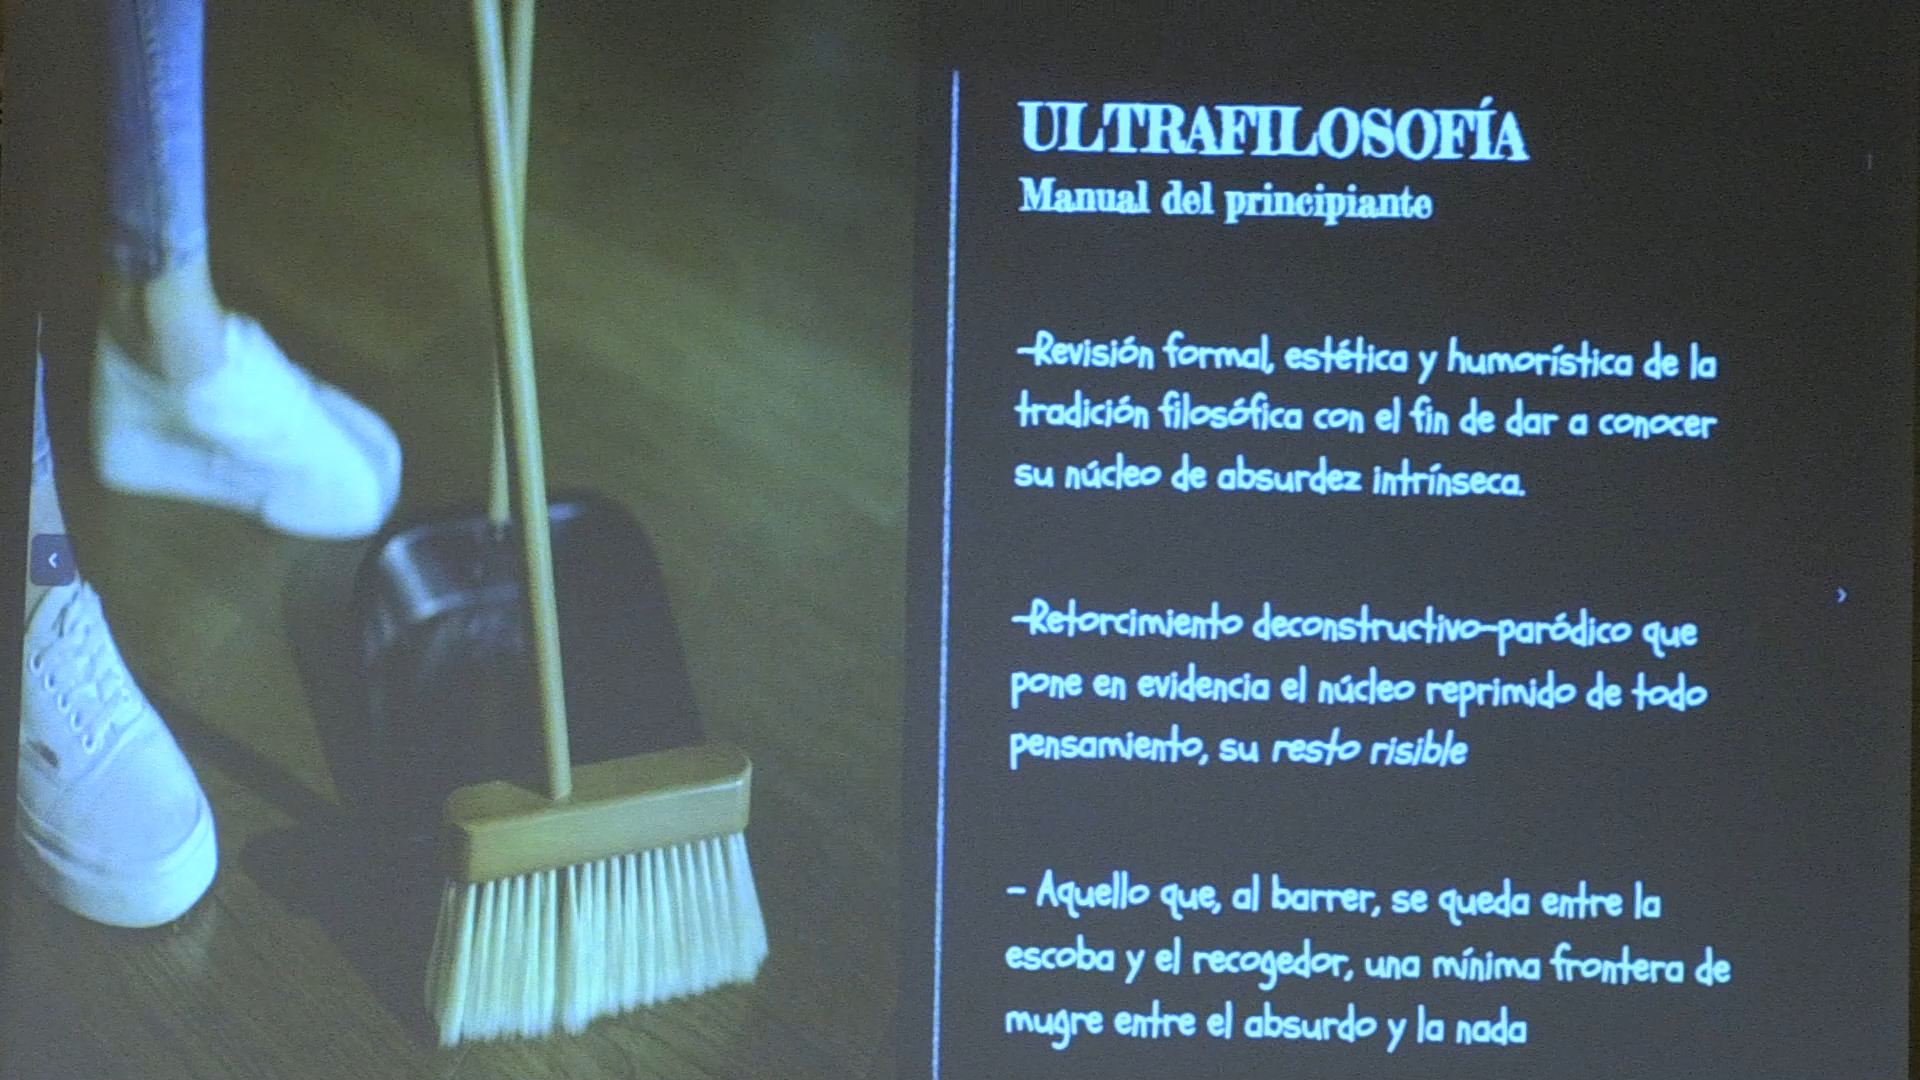 ULTRAFILOSOFÍA
Manual del principiante
-Revisión formal, estética y humorística de la
tradición filosófica con el fin de dar a conocer
su núcleo de absurdez intrínseca.
-Retorcimiento deconstructivo-paródico que
pone en evidencia el núcleo reprimido de todo
pensamiento, su resto risible
- Aquello que, al barrer, se queda entre la
escoba y el recogedor, una mínima frontera de
mugre entre el absurdo y la nada